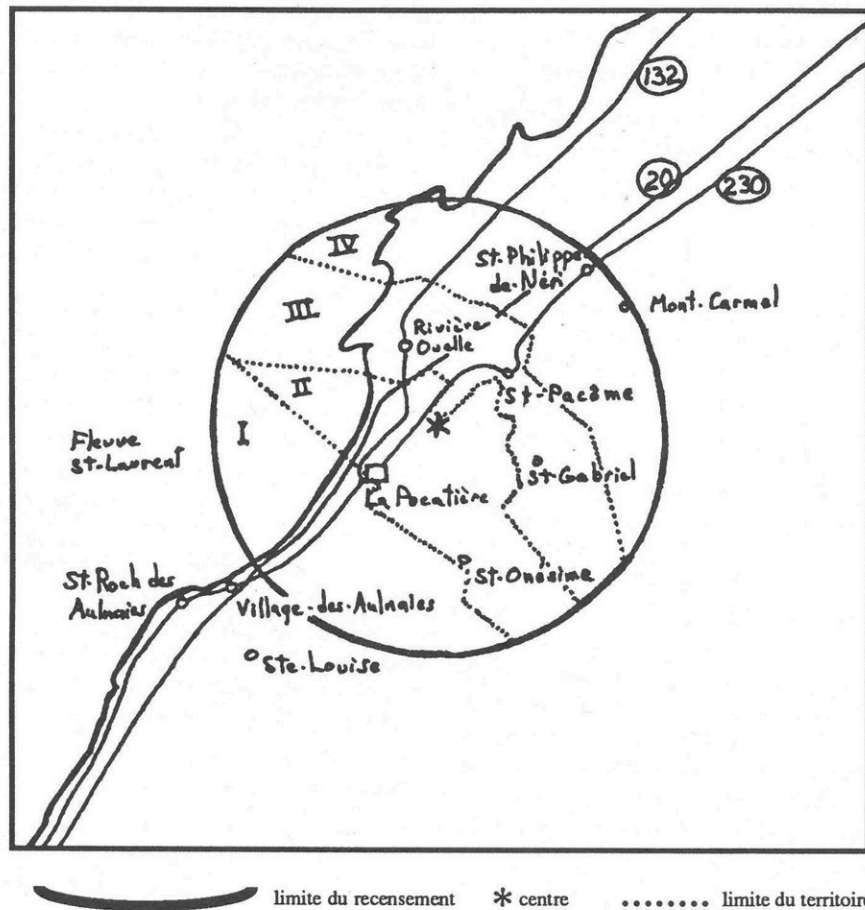 132
20
230
IV
St-Philippe
de-Néri
Mont-Carmel
III
Rivière
Ouelle
II
St-Pacôme
I
Fleuve
St-Laurent
St-Gabriel
La Pocatière
St-Onésime
St-Roch des
Aulnaies
Village-des-Aulnaies
Ste-Louise
limite du recensement
* centre
limite du territoir